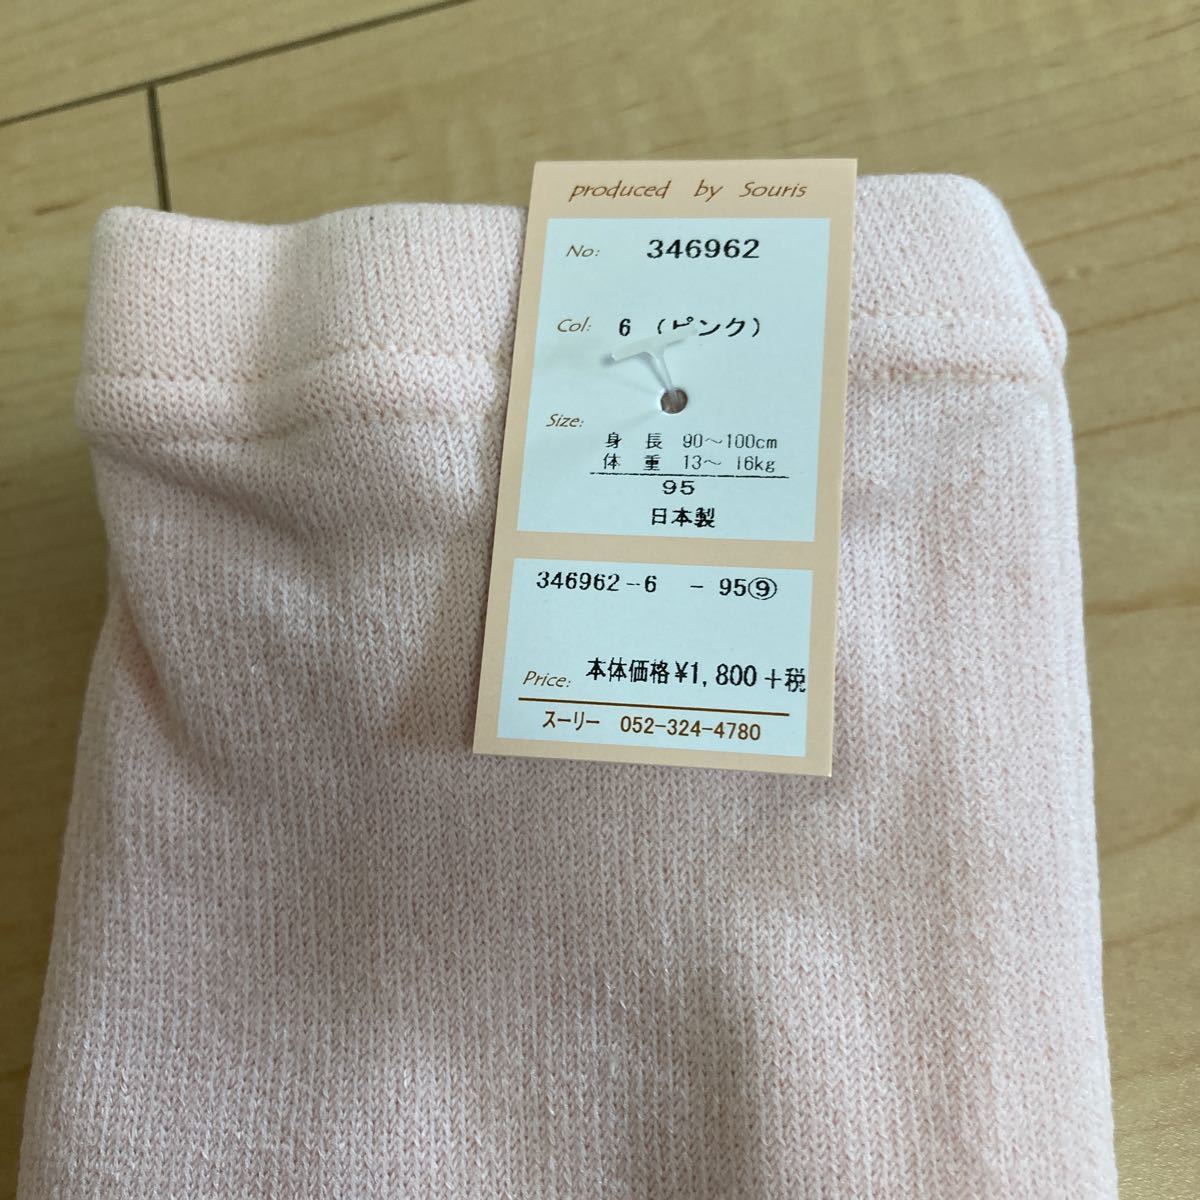 produced by Souris
No: 346962
Col: 6 (ピンク)
Size:
身 長 90～100cm
体 重 13～ 16kg
95
日本製
346962-6 - 95⑨
Price: 本体価格¥1,800+税
スーリー 052-324-4780